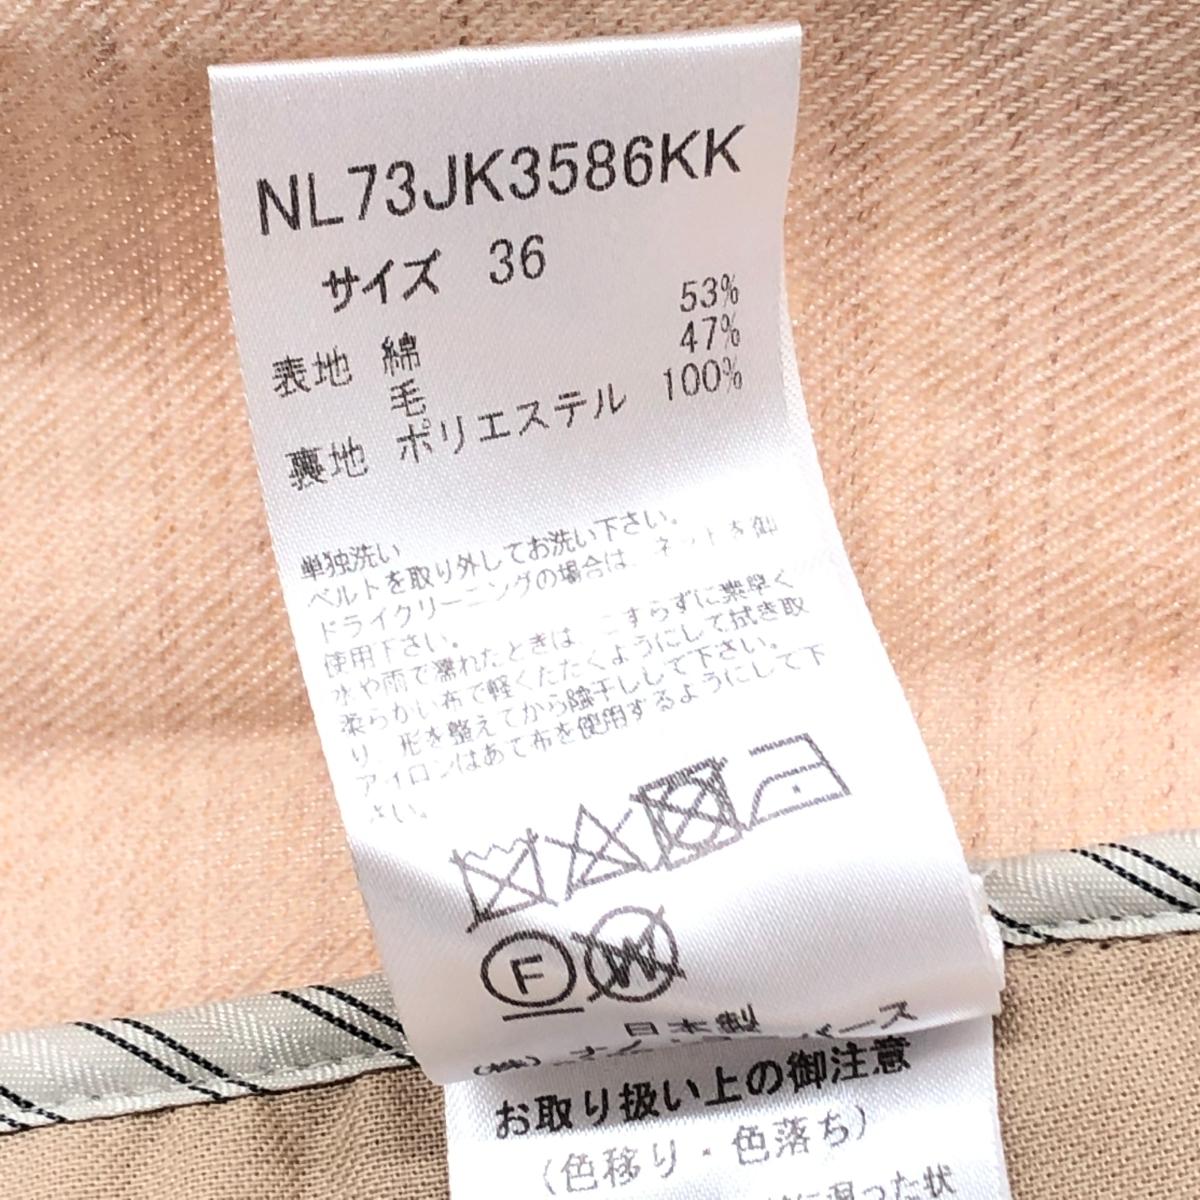 NL73JK3586KK
サイズ 36
表地 綿 53%
毛 47%
裏地 ポリエステル 100%
単独洗い
ベルトを取り外してお洗い下さい。
ドライクリーニングの場合は、ネットを御
使用下さい。
水や雨で濡れたときは、こすらずに素早く
柔らかい布で軽くたたくようにして拭き取
り、形を整えてから陰干しして下さい。
アイロンはあて布を使用するようにして下
さい。
F
W
日本製
(株)
お取り扱い上の御注意
(色移り・色落ち)
に湿った状